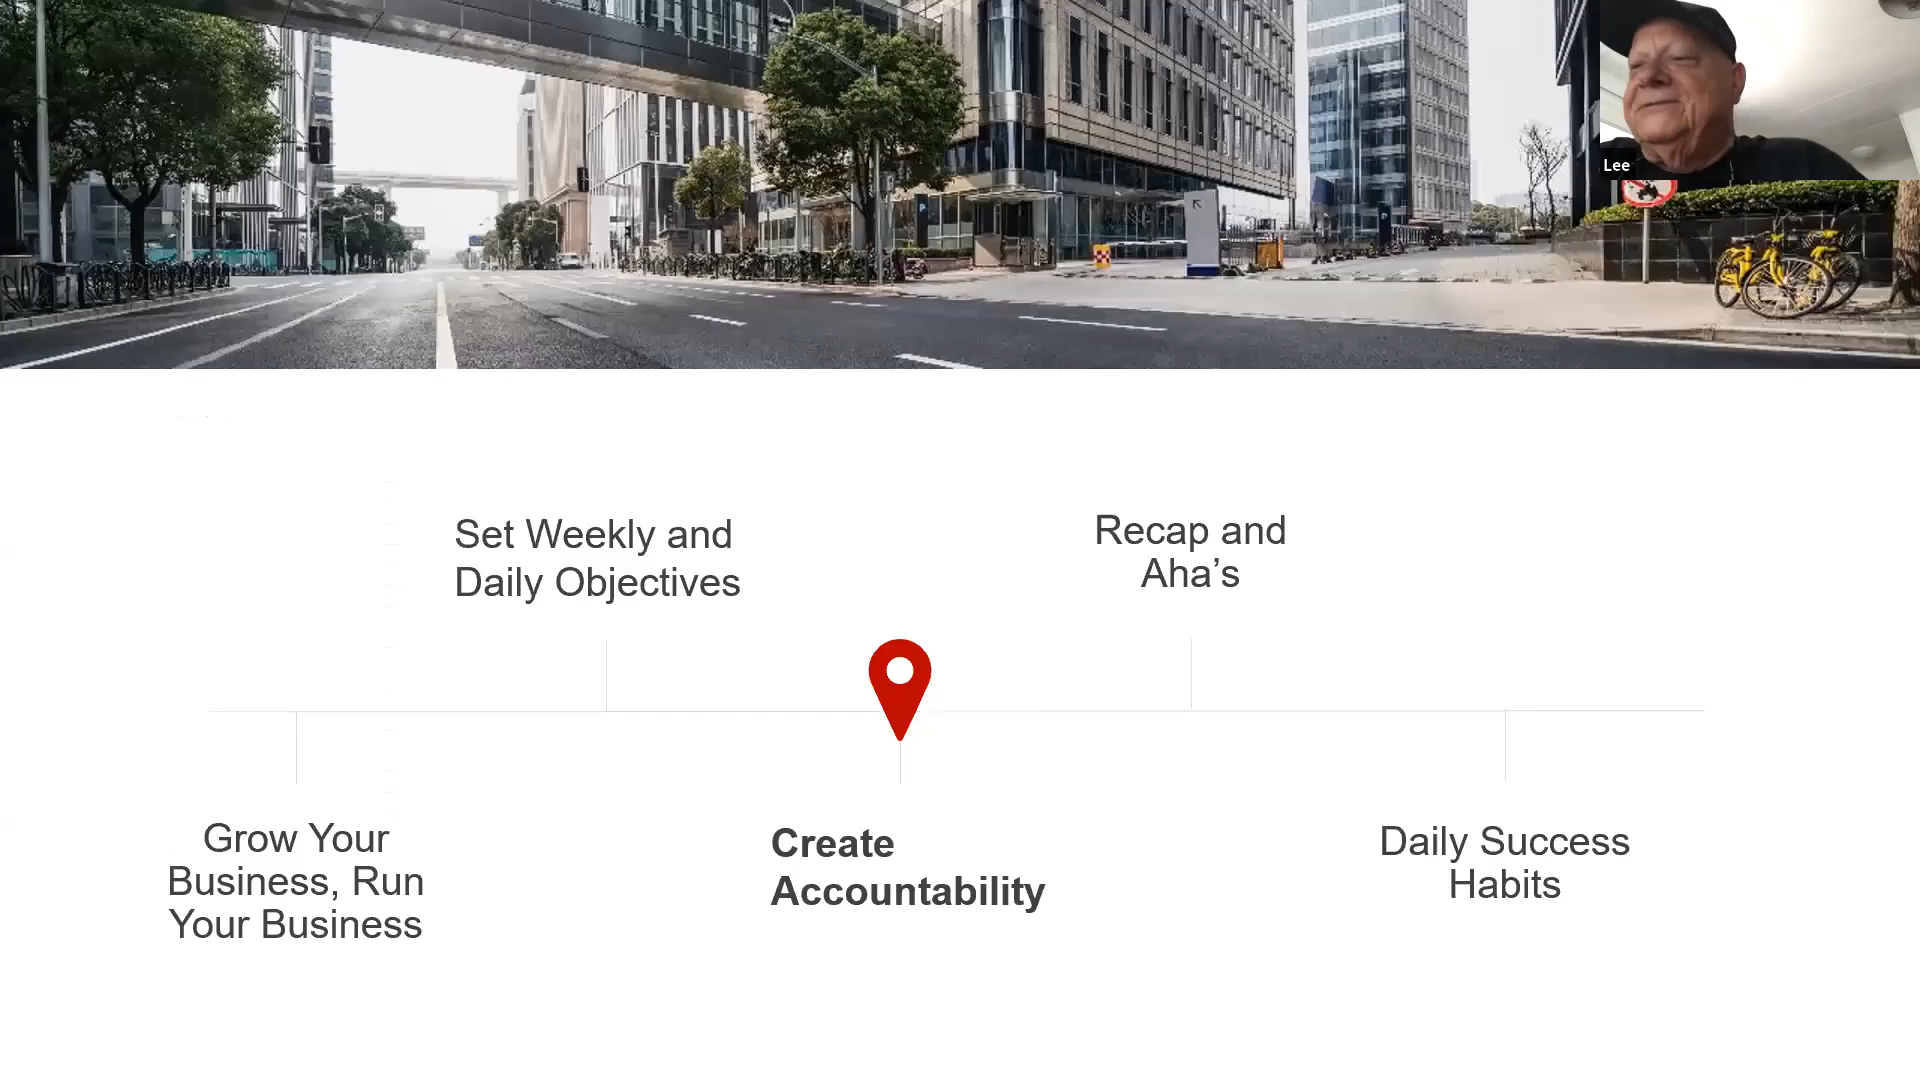 Lee
P
Set Weekly and
Daily Objectives
Recap and
Aha’s
Grow Your
Business, Run
Your Business
Create
Accountability
Daily Success
Habits